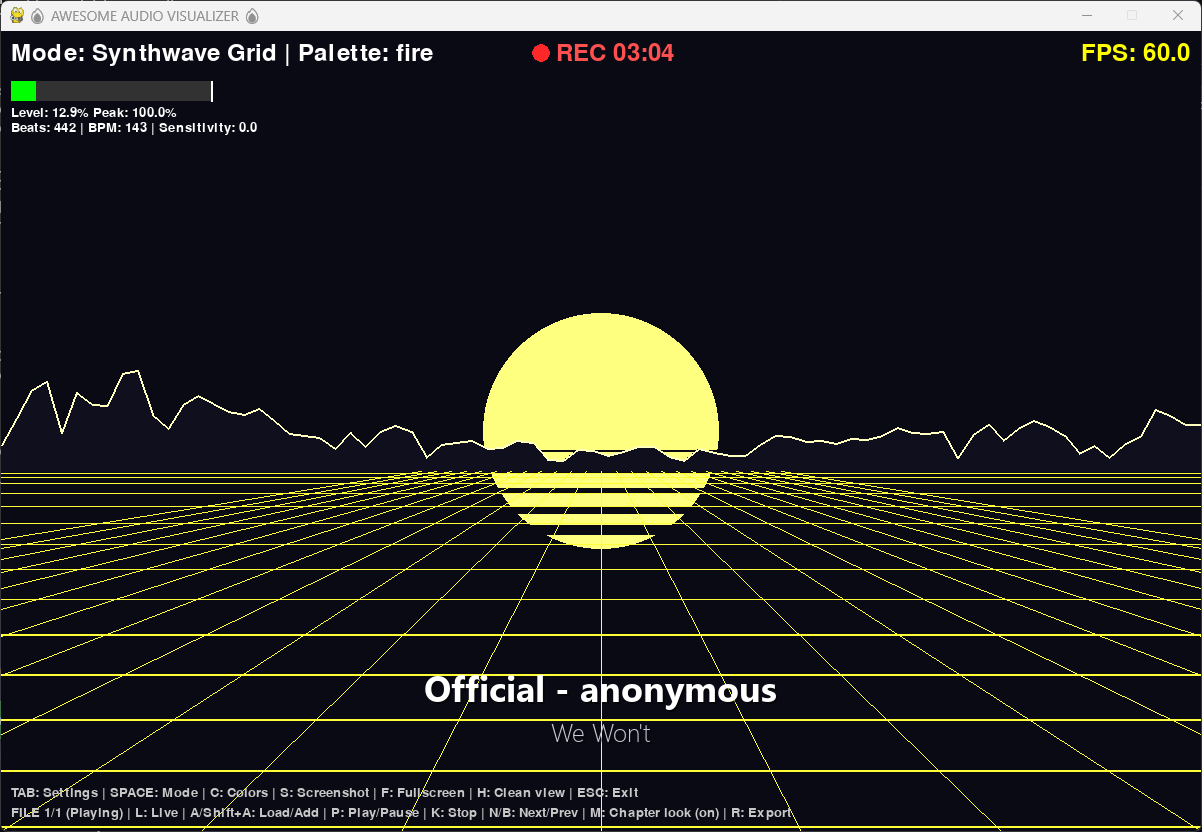 AWESOME AUDIO VISUALIZER
Mode: Synthwave Grid | Palette: fire
REC 03:04
FPS: 60.0
Level: 12.9% Peak: 100.0%
Beats: 442 | BPM: 143 | Sensitivity: 0.0
Official - anonymous
We Won't
TAB: Settings | SPACE: Mode | C: Colors | S: Screenshot | F: Fullscreen | H: Clean view | ESC: Exit
FILE 1/1 (Playing) | L: Live | A/Shift+A: Load/Add | P: Play/Pause | K: Stop | N/B: Next/Prev | M: Chapter look (on) | R: Export